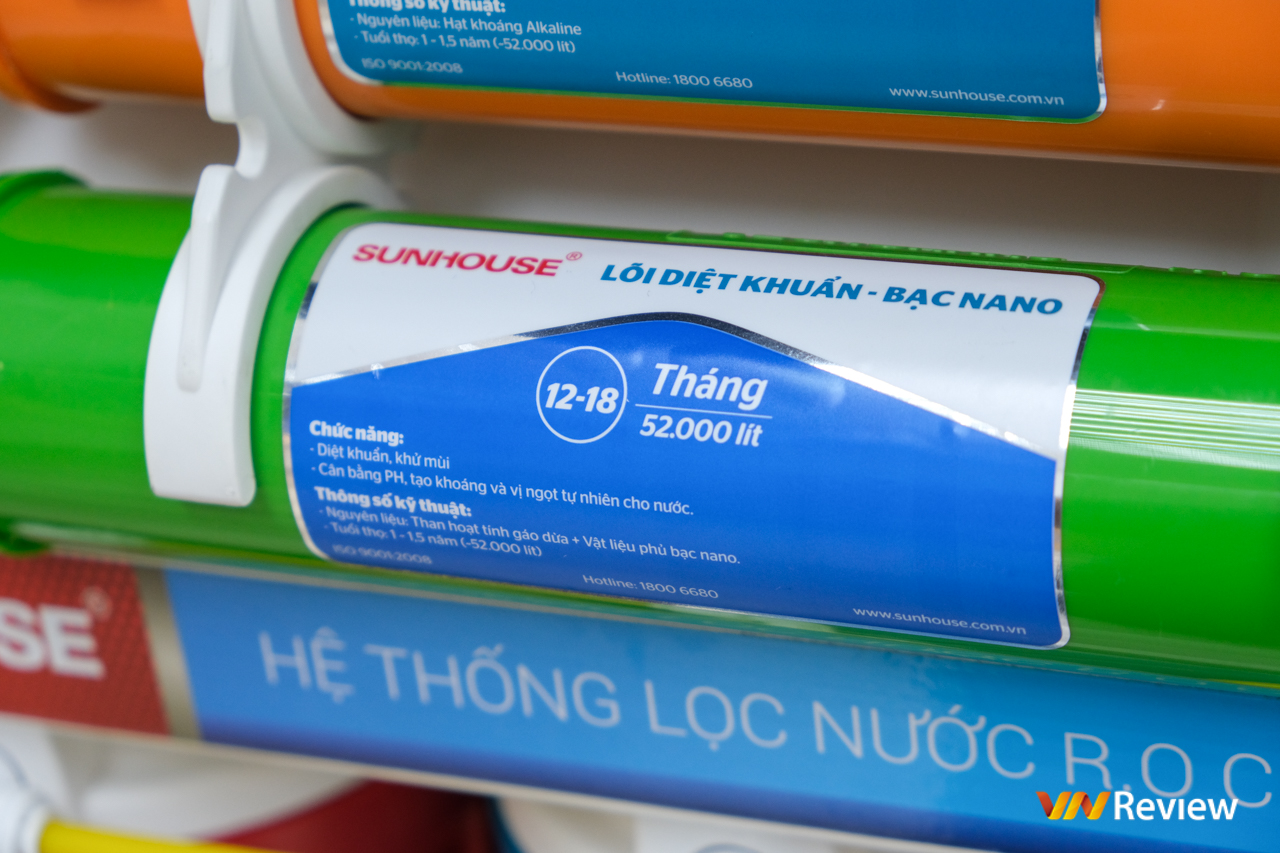 Thông số kỹ thuật:
- Nguyên liệu: Hạt khoáng Alkaline
- Tuổi thọ: 1 - 1,5 năm (~52.000 lít)
ISO 9001:2008
Hotline: 1800 6680
www.sunhouse.com.vn
SUNHOUSE®
LÕI DIỆT KHUẨN - BẠC NANO
12-18 Tháng
52.000 lít
Chức năng:
- Diệt khuẩn, khử mùi
- Cân bằng PH, tạo khoáng và vị ngọt tự nhiên cho nước.
Thông số kỹ thuật:
- Nguyên liệu: Than hoạt tính gáo dừa + Vật liệu phủ bạc nano.
- Tuổi thọ: 1 - 1,5 năm (~52.000 lít)
ISO 9001:2008
Hotline: 1800 6680
www.sunhouse.com.vn
SE®
HỆ THỐNG LỌC NƯỚC R.O C
VN Review